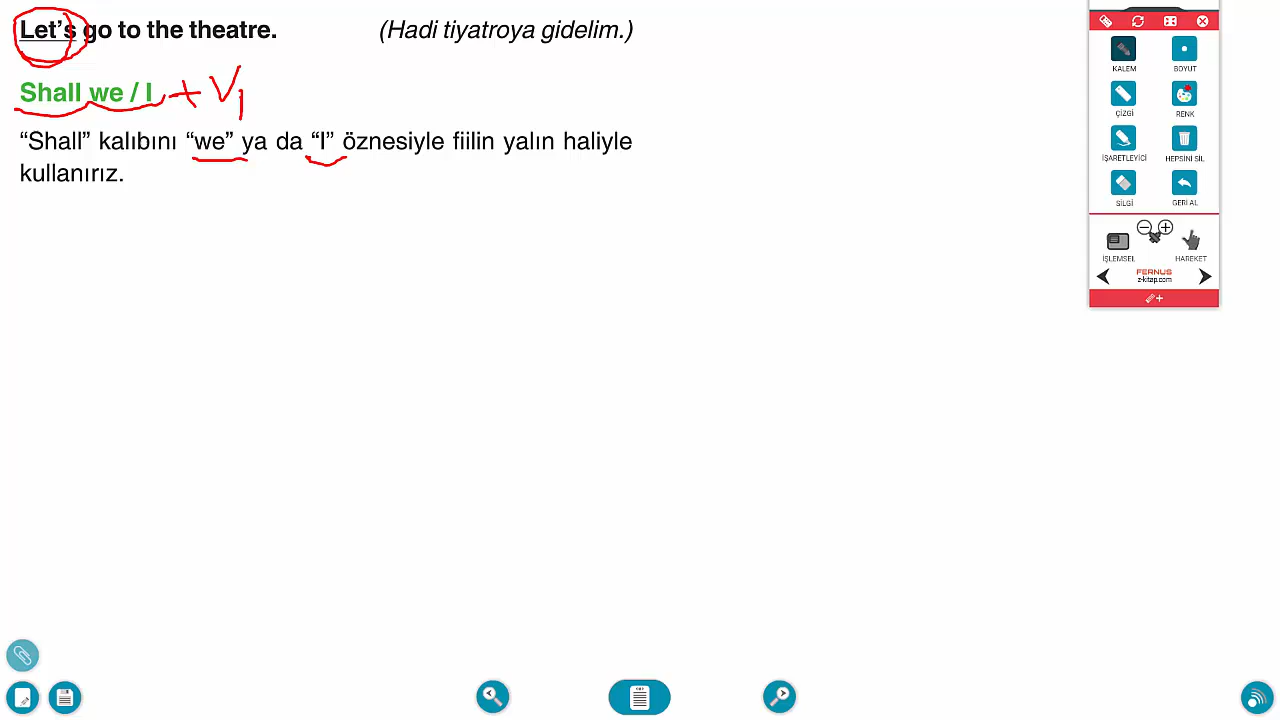 Let's go to the theatre. (Hadi tiyatroya gidelim.)
Shall we / I + V1
“Shall” kalıbını “we” ya da “I” öznesiyle fiilin yalın haliyle
kullanırız.
KALEM BOYUT
ÇİZGİ RENK
İŞARETLEYİCİ HEPSİNİ SİL
SİLGİ GERİ AL
İŞLEMSEL HAREKET
FERNUS
z-kitap.com